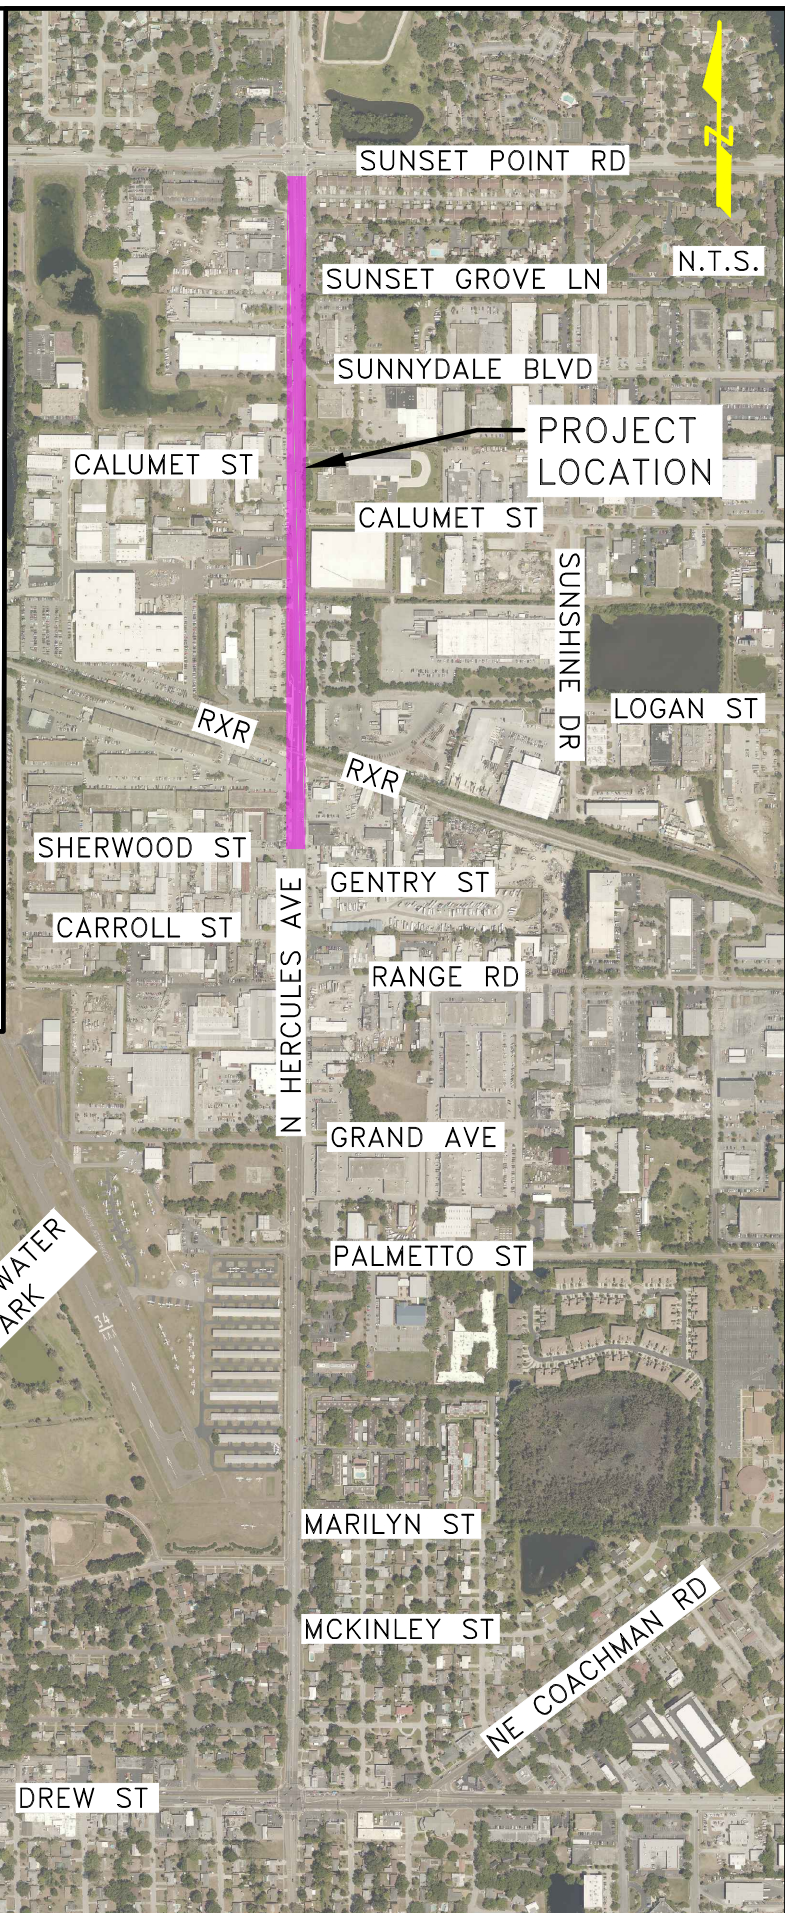 SUNSET POINT RD
N
N.T.S.
SUNSET GROVE LN
SUNNYDALE BLVD
PROJECT
LOCATION
CALUMET ST
CALUMET ST
SUNSHINE DR
LOGAN ST
RXR
RXR
SHERWOOD ST
GENTRY ST
N HERCULES AVE
CARROLL ST
RANGE RD
GRAND AVE
WATER
ARK
PALMETTO ST
34
MARILYN ST
MCKINLEY ST
NE COACHMAN RD
DREW ST